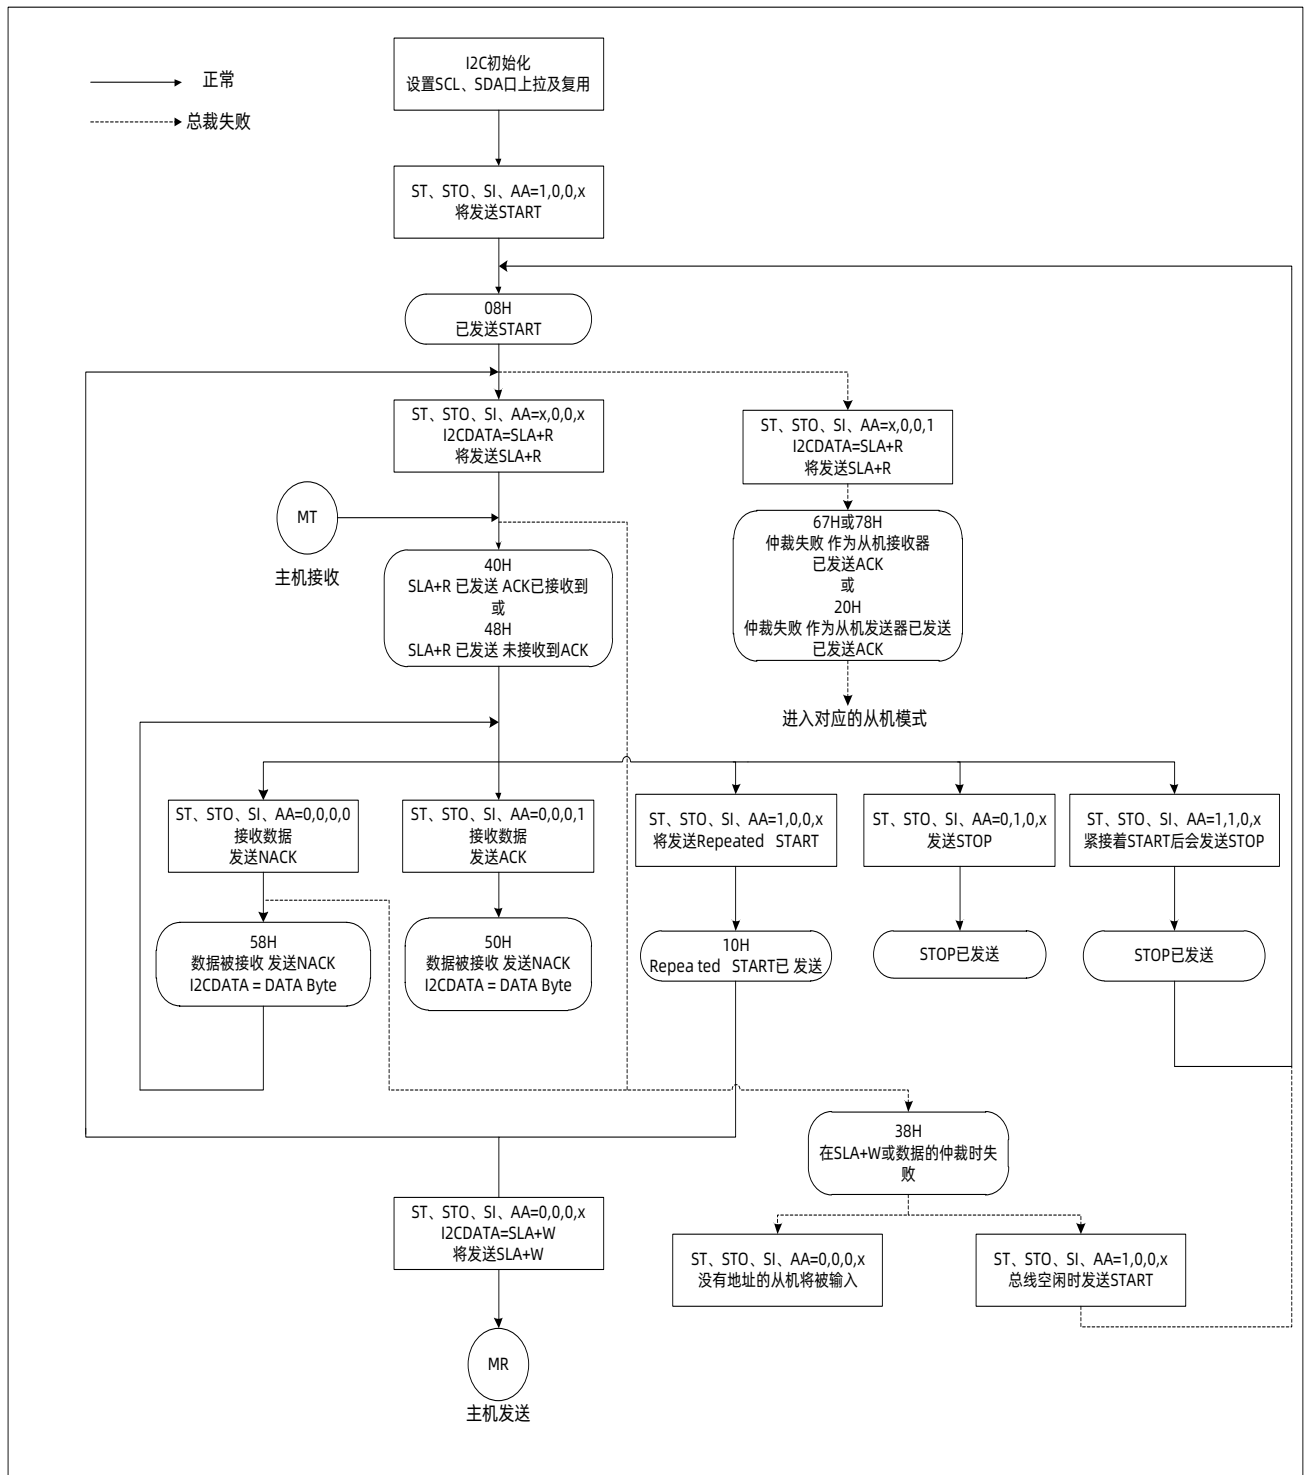 I2C初始化
设置SCL、SDA口上拉及复用
正常
总裁失败
ST、STO、SI、AA=1,0,0,x
将发送START
08H
已发送START
ST、STO、SI、AA=x,0,0,x
I2CDATA=SLA+R
将发送SLA+R
ST、STO、SI、AA=x,0,0,1
I2CDATA=SLA+R
将发送SLA+R
MT
主机接收
40H
SLA+R 已发送 ACK已接收到
或
48H
SLA+R 已发送 未接收到ACK
67H或78H
仲裁失败 作为从机接收器
已发送ACK
或
20H
仲裁失败 作为从机发送器已发送
已发送ACK
进入对应的从机模式
ST、STO、SI、AA=0,0,0,0
接收数据
发送NACK
ST、STO、SI、AA=0,0,0,1
接收数据
发送ACK
ST、STO、SI、AA=1,0,0,x
将发送Repeated START
ST、STO、SI、AA=0,1,0,x
发送STOP
ST、STO、SI、AA=1,1,0,x
紧接着START后会发送STOP
58H
数据被接收 发送NACK
I2CDATA = DATA Byte
50H
数据被接收 发送NACK
I2CDATA = DATA Byte
10H
Repea ted START已 发送
STOP已发送
STOP已发送
38H
在SLA+W或数据的仲裁时失
败
ST、STO、SI、AA=0,0,0,x
I2CDATA=SLA+W
将发送SLA+W
ST、STO、SI、AA=0,0,0,x
没有地址的从机将被输入
ST、STO、SI、AA=1,0,0,x
总线空闲时发送START
MR
主机发送